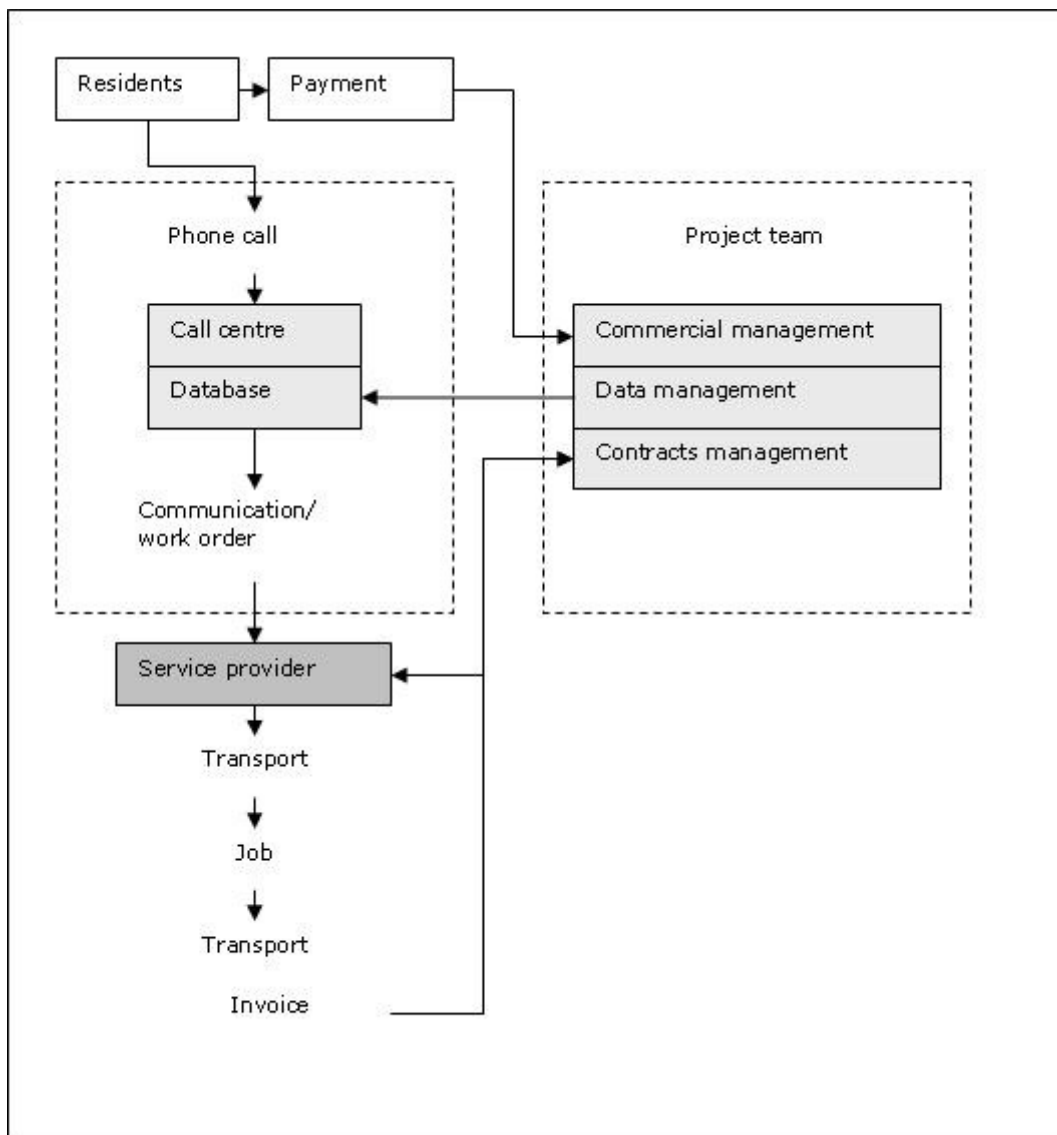 Residents
Payment
Phone call
Project team
Call centre
Commercial management
Database
Data management
Contracts management
Communication/
work order
Service provider
Transport
Job
Transport
Invoice